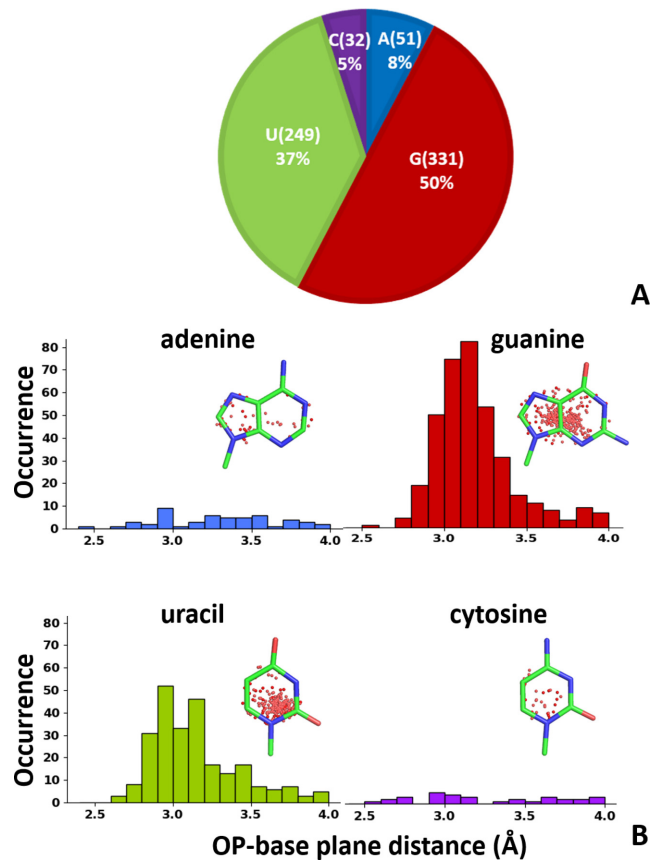 C(32)
5%
A(51)
8%
U(249)
37%
G(331)
50%
A
adenine
guanine
Occurrence
80
70
60
50
40
30
20
10
0
2.5 3.0 3.5 4.0
2.5 3.0 3.5 4.0
uracil
cytosine
Occurrence
80
70
60
50
40
30
20
10
0
2.5 3.0 3.5 4.0
2.5 3.0 3.5 4.0
OP-base plane distance (Å)
B